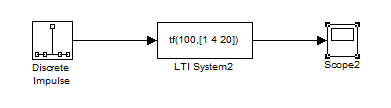 tf(100,[1 4 20])
Discrete
Impulse
LTI System2
Scope2